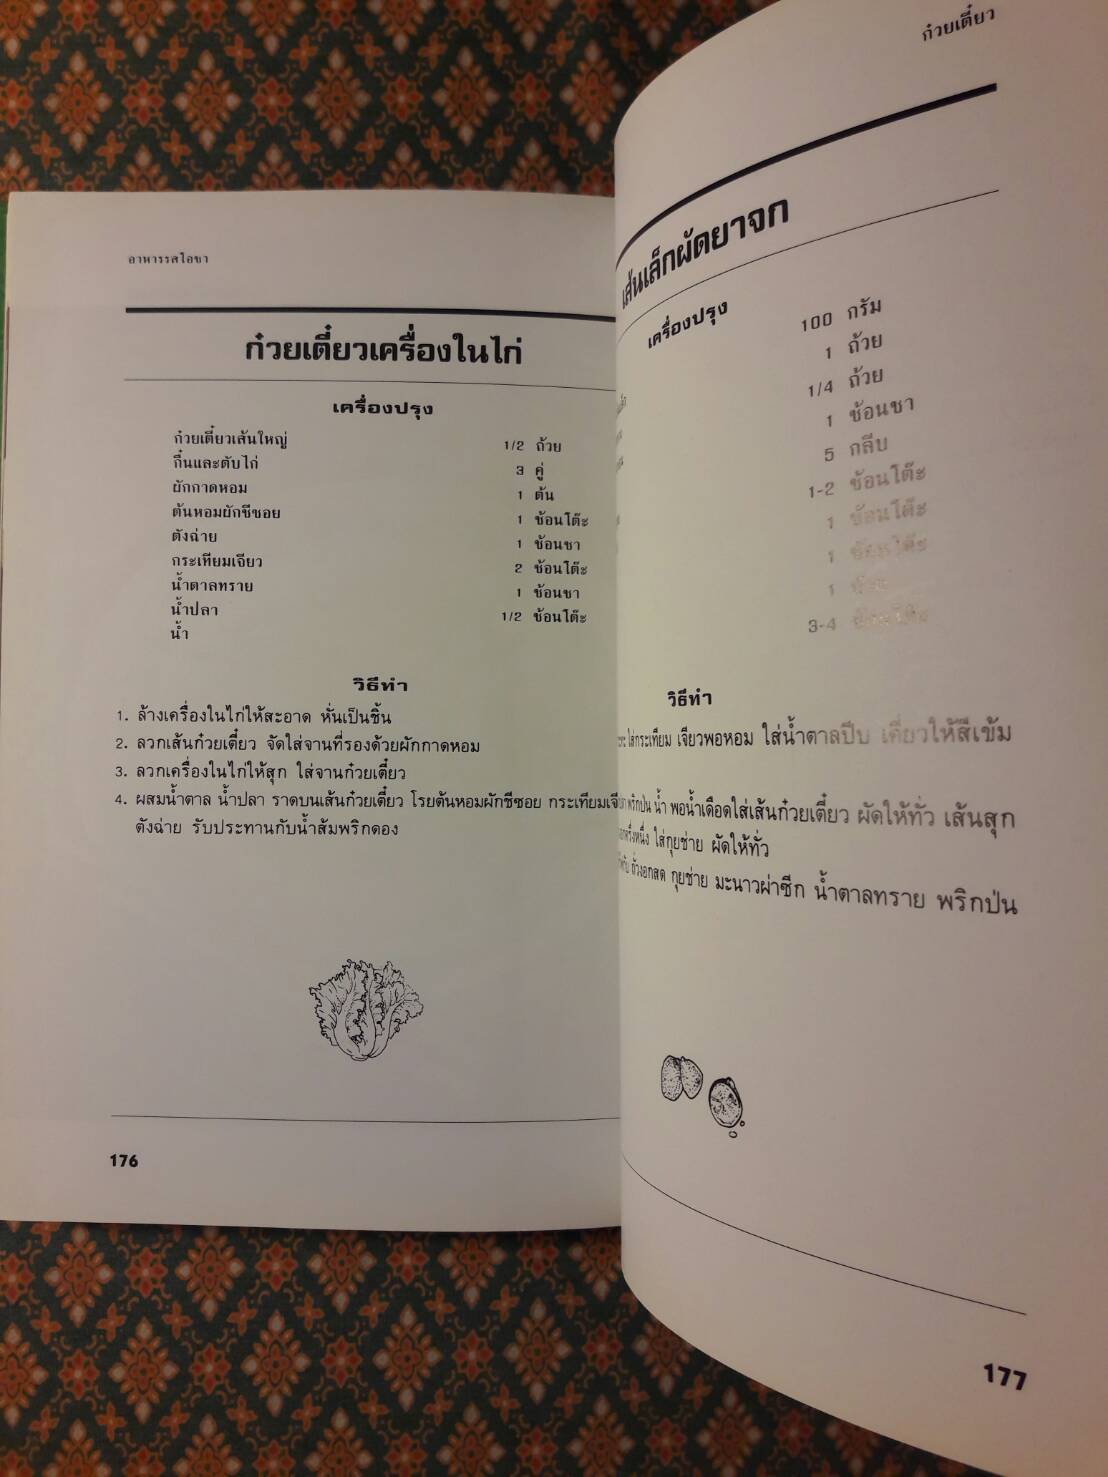 อาหารรสโอชา
ก๋วยเตี๋ยวเครื่องในไก่
เครื่องปรุง
ก๋วยเตี๋ยวเส้นใหญ่ 1/2 ถ้วย
กึ๋นและตับไก่ 3 คู่
ผักกาดหอม 1 ต้น
ต้นหอมผักชีซอย 1 ช้อนโต๊ะ
ตังฉ่าย 1 ช้อนชา
กระเทียมเจียว 2 ช้อนโต๊ะ
น้ำตาลทราย 1 ช้อนชา
น้ำปลา 1/2 ช้อนโต๊ะ
น้ำ
วิธีทำ
1. ล้างเครื่องในไก่ให้สะอาด หั่นเป็นชิ้น
2. ลวกเส้นก๋วยเตี๋ยว จัดใส่จานที่รองด้วยผักกาดหอม
3. ลวกเครื่องในไก่ให้สุก ใส่จานก๋วยเตี๋ยว
4. ผสมน้ำตาล น้ำปลา ราดบนเส้นก๋วยเตี๋ยว โรยต้นหอมผักชีซอย
ตังฉ่าย รับประทานกับน้ำส้มพริกดอง
176
ก๋วยเตี๋ยว
เส้นเล็กผัดยาจก
เครื่องปรุง
100 กรัม
1 ถ้วย
1/4 ถ้วย
1 ช้อนชา
5 กลีบ
1-2 ช้อนโต๊ะ
1 ช้อนโต๊ะ
1 ช้อนโต๊ะ
1
3-4 ช้อนโต๊ะ
วิธีทำ
ใส่กระเทียม เจียวพอหอม ใส่น้ำตาลปีบ เคี่ยวให้สีเข้ม
พริกป่น น้ำ พอน้ำเดือดใส่เส้นก๋วยเตี๋ยว ผัดให้ทั่ว เส้นสุก
ใส่กุยช่าย ผัดให้ทั่ว
ถั่วงอกสด กุยช่าย มะนาวผ่าซีก น้ำตาลทราย พริกป่น
177